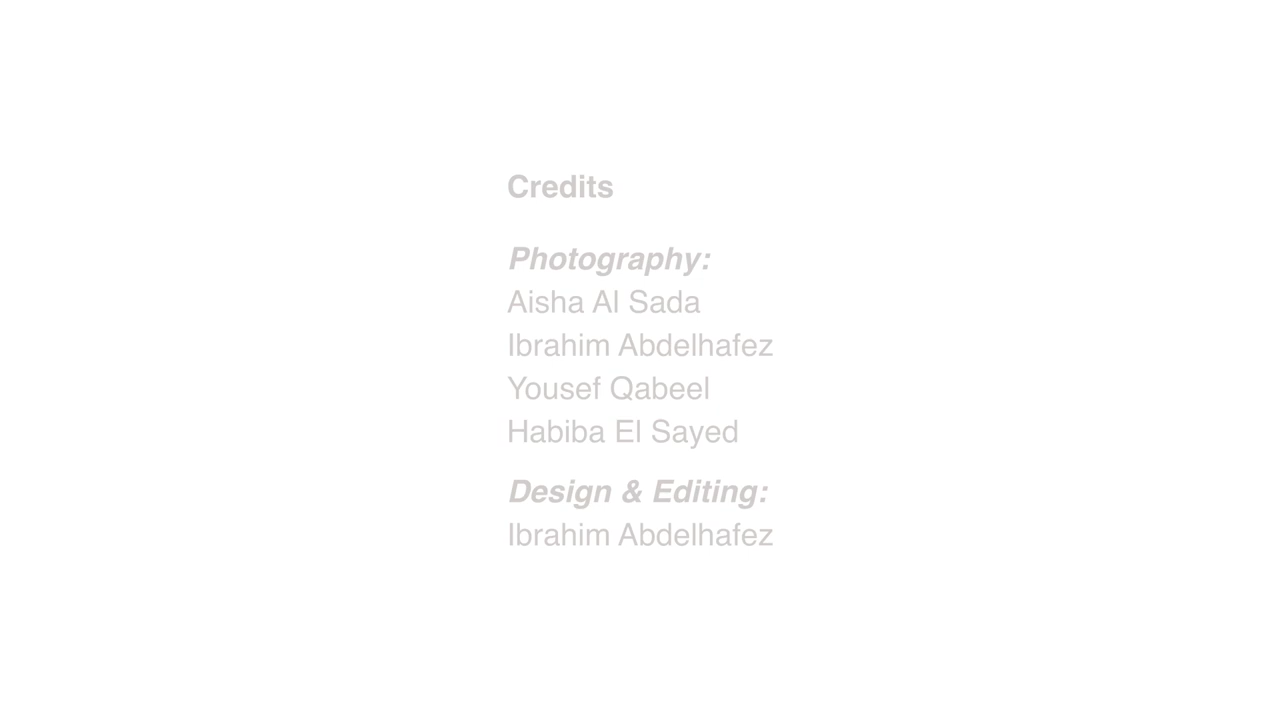 Credits
Photography:
Aisha Al Sada
Ibrahim Abdelhafez
Yousef Qabeel
Habiba El Sayed
Design & Editing:
Ibrahim Abdelhafez